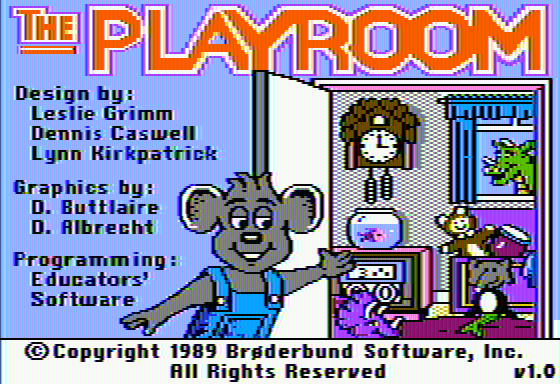 THE PLAYROOM
Design by:
Leslie Grimm
Dennis Caswell
Lynn Kirkpatrick
Graphics by:
D. Buttlaire
D. Albrecht
Programming:
Educators'
Software
©Copyright 1989 Brøderbund Software, Inc.
All Rights Reserved
v1.0